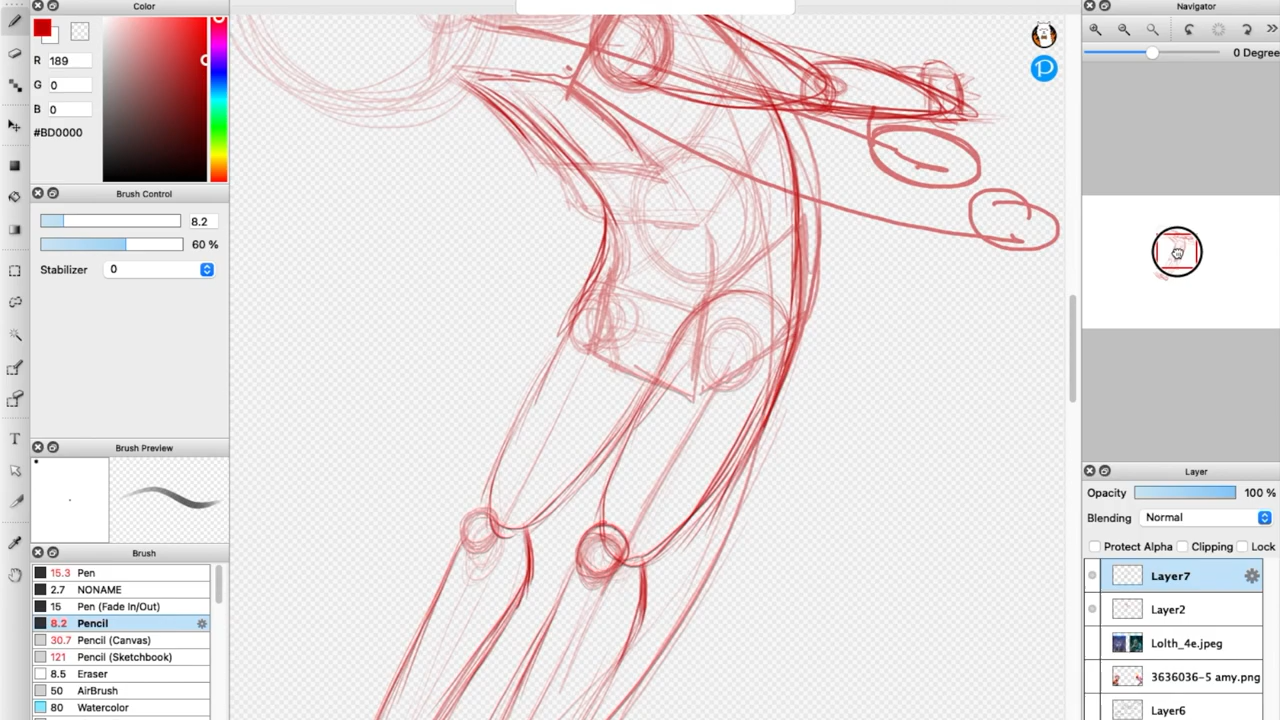 Color
R 189
G 0
B 0
#BD0000
Brush Control
8.2
60 %
Stabilizer 0
Brush Preview
Brush
15.3 Pen
2.7 NONAME
15 Pen (Fade In/Out)
8.2 Pencil
30.7 Pencil (Canvas)
121 Pencil (Sketchbook)
8.5 Eraser
50 AirBrush
80 Watercolor
Navigator
0 Degree
Layer
Opacity 100 %
Blending Normal
Protect Alpha Clipping Lock
Layer7
Layer2
Lolth_4e.jpeg
3636036-5 amy.png
Layer6